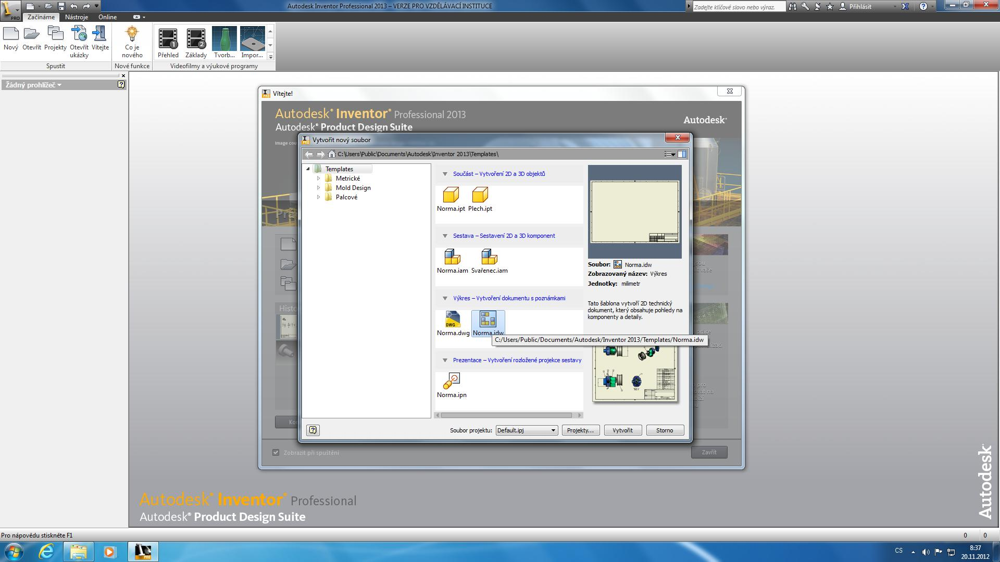 Autodesk Inventor Professional 2013 – VERZE PRO VZDĚLÁVACÍ INSTITUCE
Zadejte klíčové slovo nebo výraz.
Přihlásit
PRO
Začínáme
Nástroje
Online
Nový
Otevřít
Projekty
Otevřít ukázky
Vítejte
Co je nového
Přehled
Základy
Tvorb...
Impor...
Spustit
Nové funkce
Videofilmy a výukové programy
Žádný prohlížeč
Vítejte!
Autodesk® Inventor® Professional 2013
Autodesk® Product Design Suite
Autodesk®
Image cou
Vytvořit nový soubor
C:\Users\Public\Documents\Autodesk\Inventor 2013\Templates\
Templates
Metrické
Mold Design
Palcové
Součást – Vytvoření 2D a 3D objektů
Norma.ipt
Plech.ipt
Sestava – Sestavení 2D a 3D komponent
Norma.iam
Svařenec.iam
Výkres – Vytvoření dokumentu s poznámkami
DWG
Norma.dwg
Norma.idw
C:/Users/Public/Documents/Autodesk/Inventor 2013/Templates/Norma.idw
Prezentace – Vytvoření rozložené projekce sestavy
Norma.ipn
Soubor: Norma.idw
Zobrazovaný název: Výkres
Jednotky: milimetr
Tato šablona vytvoří 2D technický
dokument, který obsahuje pohledy na
komponenty a detaily.
Soubor projektu:
Default.ipj
Projekty...
Vytvořit
Storno
Zobrazit při spuštění
Zavřít
Autodesk® Inventor® Professional
Autodesk® Product Design Suite
Autodesk®
Pro nápovědu stiskněte F1
0
0
CS
8:37
20.11.2012